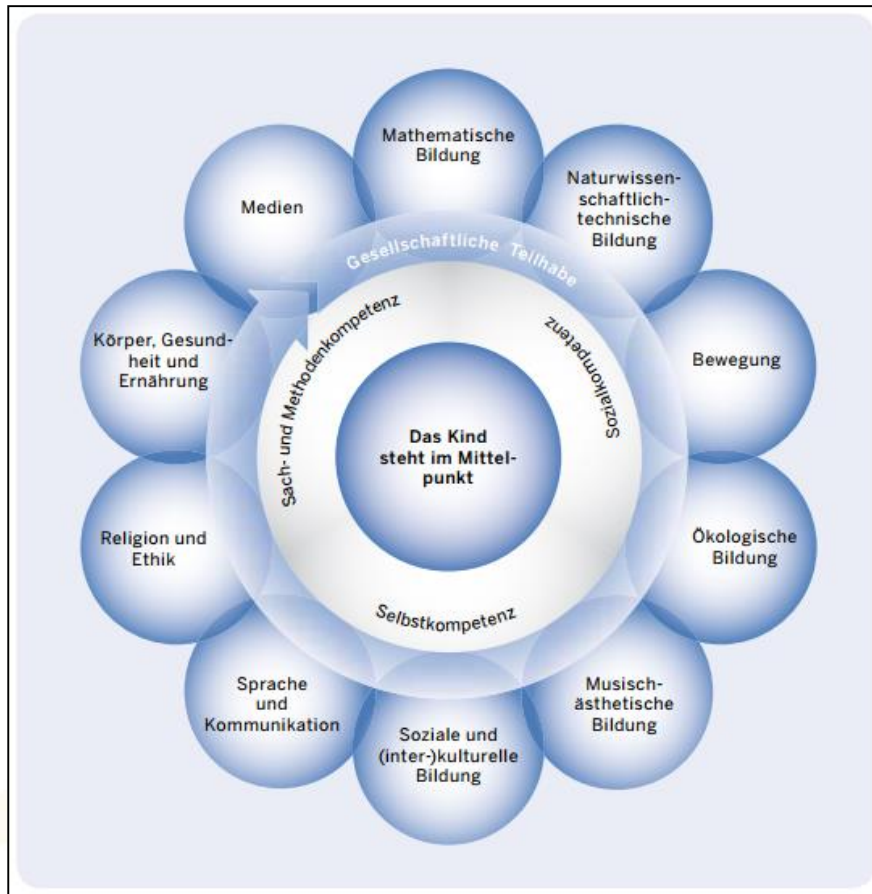 Mathematische
Bildung
Naturwissen-
schaftlich-
technische
Bildung
Bewegung
Ökologische
Bildung
Musisch-
ästhetische
Bildung
Soziale und
(inter-)kulturelle
Bildung
Sprache
und
Kommunikation
Religion und
Ethik
Körper, Gesund-
heit und
Ernährung
Medien
Gesellschaftliche Teilhabe
Sach- und Methodenkompetenz
Sozialkompetenz
Selbstkompetenz
Das Kind
steht im Mittel-
punkt